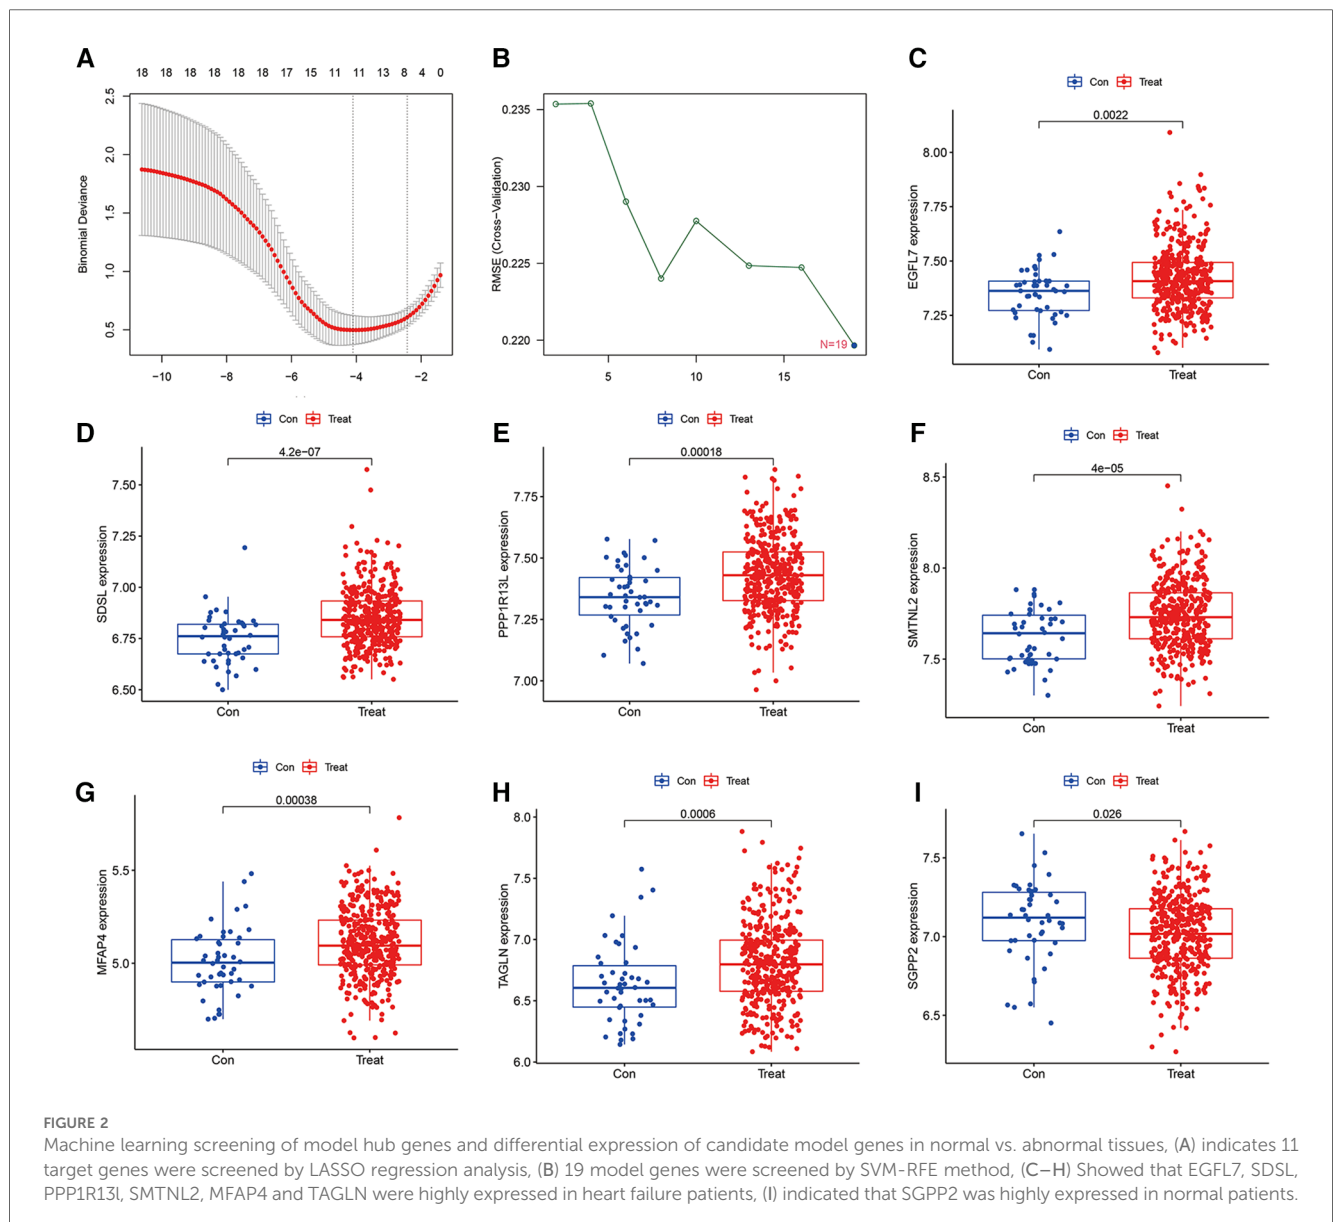 A
18 18 18 18 18 18 17 15 11 11 13 8 4 0
Binomial Deviance
2.5
2.0
1.5
1.0
0.5
−10 −8 −6 −4 −2
B
RMSE (Cross−Validation)
0.235
0.230
0.225
0.220
N=19
5 10 15
C
Con Treat
0.0022
EGFL7 expression
8.00
7.75
7.50
7.25
Con Treat
D
Con Treat
4.2e−07
SDSL expression
7.50
7.25
7.00
6.75
6.50
Con Treat
E
Con Treat
0.00018
PPP1R13L expression
7.75
7.50
7.25
7.00
Con Treat
F
Con Treat
4e−05
SMTNL2 expression
8.5
8.0
7.5
Con Treat
G
Con Treat
0.00038
MFAP4 expression
5.5
5.0
Con Treat
H
Con Treat
0.0006
TAGLN expression
8.0
7.5
7.0
6.5
6.0
Con Treat
I
Con Treat
0.026
SGPP2 expression
7.5
7.0
6.5
Con Treat
FIGURE 2
Machine learning screening of model hub genes and differential expression of candidate model genes in normal vs. abnormal tissues, (A) indicates 11
target genes were screened by LASSO regression analysis, (B) 19 model genes were screened by SVM-RFE method, (C–H) Showed that EGFL7, SDSL,
PPP1R13l, SMTNL2, MFAP4 and TAGLN were highly expressed in heart failure patients, (I) indicated that SGPP2 was highly expressed in normal patients.